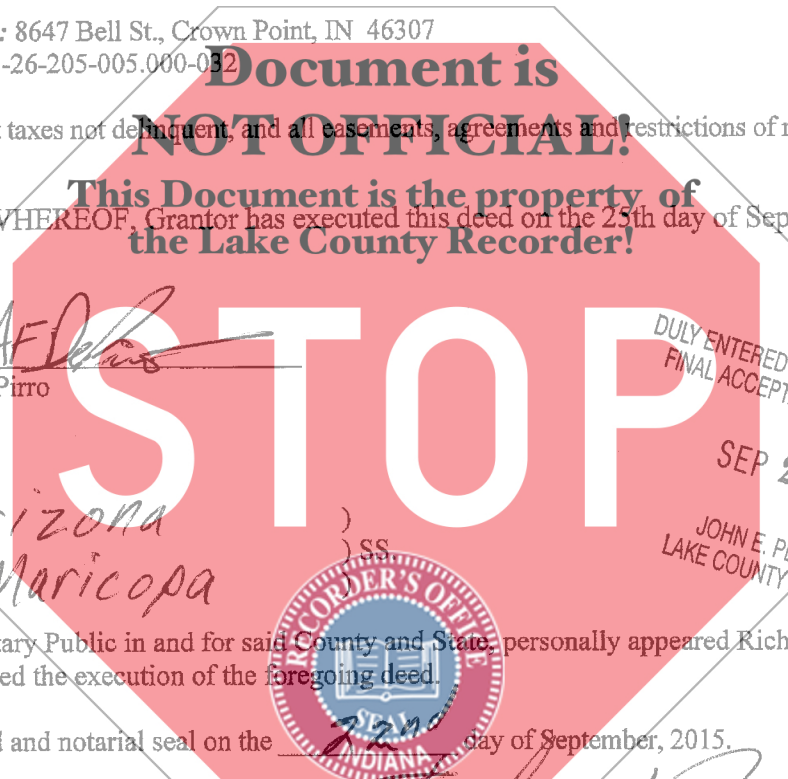 : 8647 Bell St., Crown Point, IN 46307
-26-205-005.000-032
Document is
t taxes not delinquent, and all easements, agreements and restrictions of r
NOT OFFICIAL!
This Document is the property of
WHEREOF, Grantor has executed this deed on the 25th day of Sep
the Lake County Recorder!
DULY ENTERED
FINAL ACCEPT
Pirro
STOP
SEP 2
rizona )
) SS.
Maricopa )
JOHN E. PE
LAKE COUNTY
RECORDER'S OFFICE
tary Public in and for said County and State, personally appeared Rich
ed the execution of the foregoing deed.
SEAL
d and notarial seal on the 22nd day of September, 2015.
INDIANA